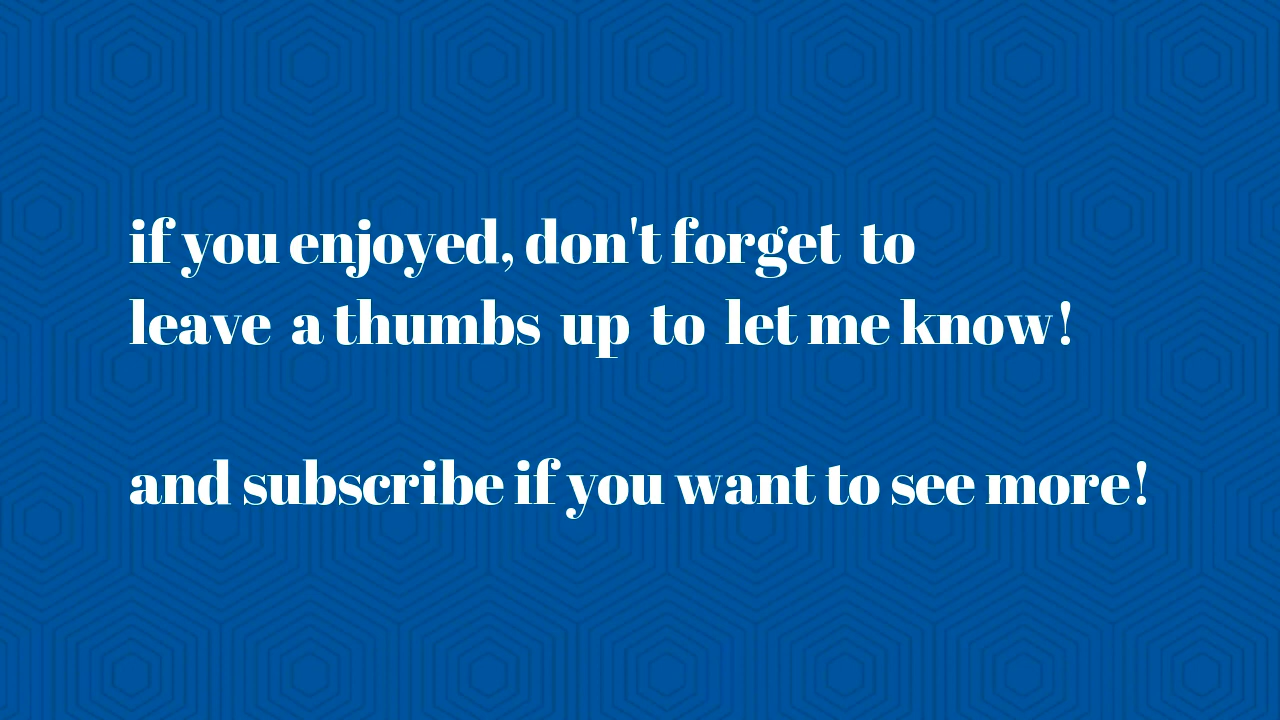 if you enjoyed, don't forget to
leave a thumbs up to let me know!
and subscribe if you want to see more!